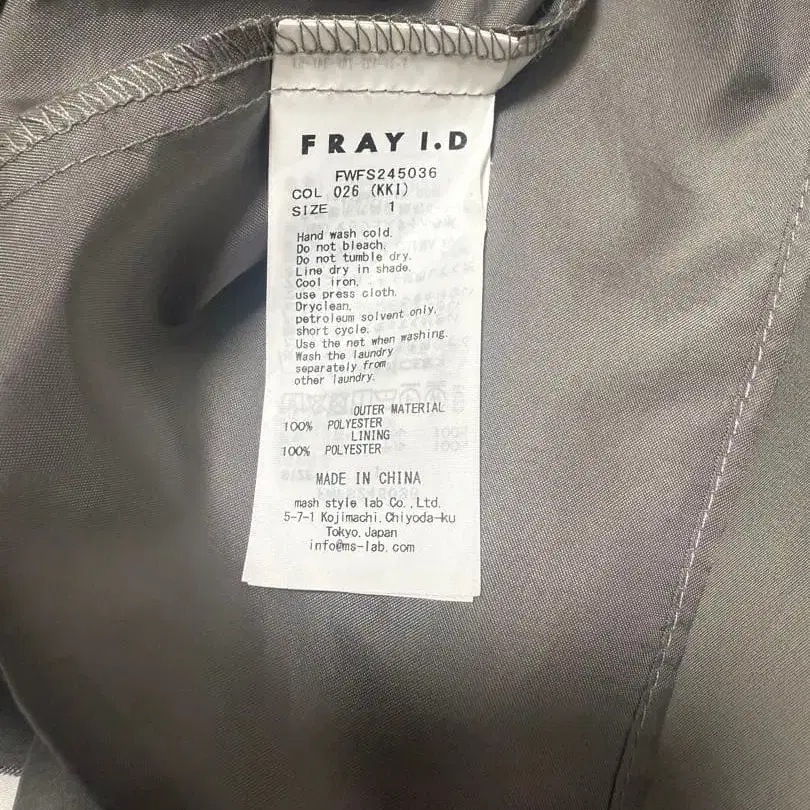 FRAY I.D
FWFS245036
COL 026 (KKI)
SIZE 1
Hand wash cold.
Do not bleach.
Do not tumble dry.
Line dry in shade.
Cool iron,
use press cloth.
Dryclean,
petroleum solvent only,
short cycle.
Use the net when washing.
Wash the laundry
separately from
other laundry.
OUTER MATERIAL
100% POLYESTER
LINING
100% POLYESTER
MADE IN CHINA
mash style lab Co.,Ltd.
5-7-1 Kojimachi,Chiyoda-ku
Tokyo,Japan
info@ms-lab.com